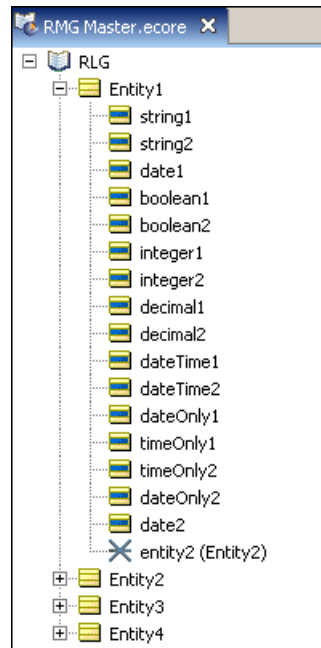 RMG Master.ecore
RLG
Entity1
string1
string2
date1
boolean1
boolean2
integer1
integer2
decimal1
decimal2
dateTime1
dateTime2
dateOnly1
timeOnly1
timeOnly2
dateOnly2
date2
entity2 (Entity2)
Entity2
Entity3
Entity4